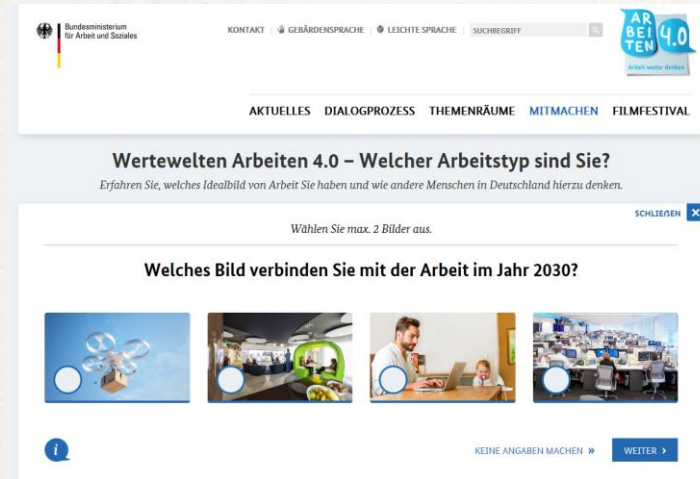 Bundesministerium
für Arbeit und Soziales
KONTAKT GEBÄRDENSPRACHE LEICHTE SPRACHE SUCHBEGRIFF
AR
BEI
TEN 4.0
Arbeit weiter denken
AKTUELLES DIALOGPROZESS THEMENRÄUME MITMACHEN FILMFESTIVAL
Wertewelten Arbeiten 4.0 – Welcher Arbeitstyp sind Sie?
Erfahren Sie, welches Idealbild von Arbeit Sie haben und wie andere Menschen in Deutschland hierzu denken.
SCHLIEẞEN X
Wählen Sie max. 2 Bilder aus.
Welches Bild verbinden Sie mit der Arbeit im Jahr 2030?
i
KEINE ANGABEN MACHEN »
WEITER ›